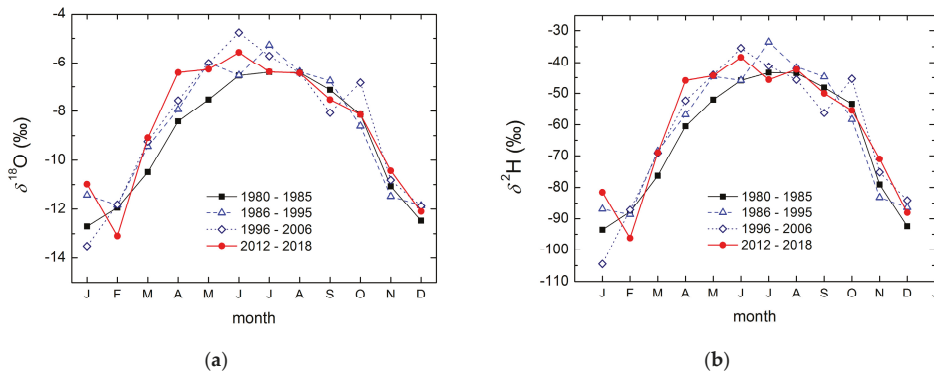 -4
-6
-8
-10
-12
-14
δ18O (‰)
1980 - 1985
1986 - 1995
1996 - 2006
2012 - 2018
J F M A M J J A S O N D
month
(a)
-30
-40
-50
-60
-70
-80
-90
-100
-110
δ2H (‰)
1980 - 1985
1986 - 1995
1996 - 2006
2012 - 2018
J F M A M J J A S O N D
month
(b)